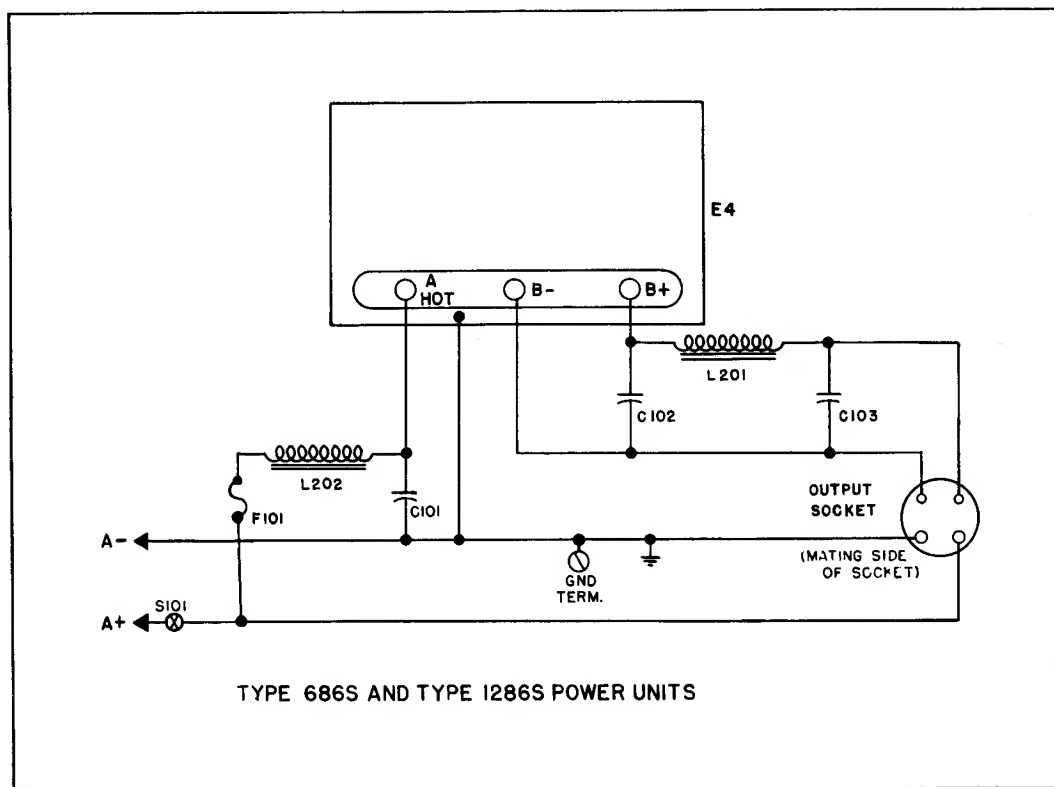 E4
A
HOT
B-
B+
L201
C102
C103
L202
C101
F101
OUTPUT
SOCKET
A-
(MATING SIDE
OF SOCKET)
GND
TERM.
S101
A+
TYPE 686S AND TYPE 1286S POWER UNITS